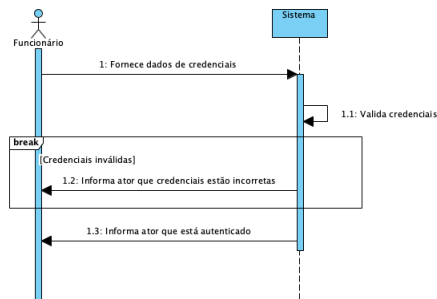 Sistema
Funcionário
1: Fornece dados de credenciais
1.1: Valida credenciais
break
[Credenciais inválidas]
1.2: Informa ator que credenciais estão incorretas
1.3: Informa ator que está autenticado